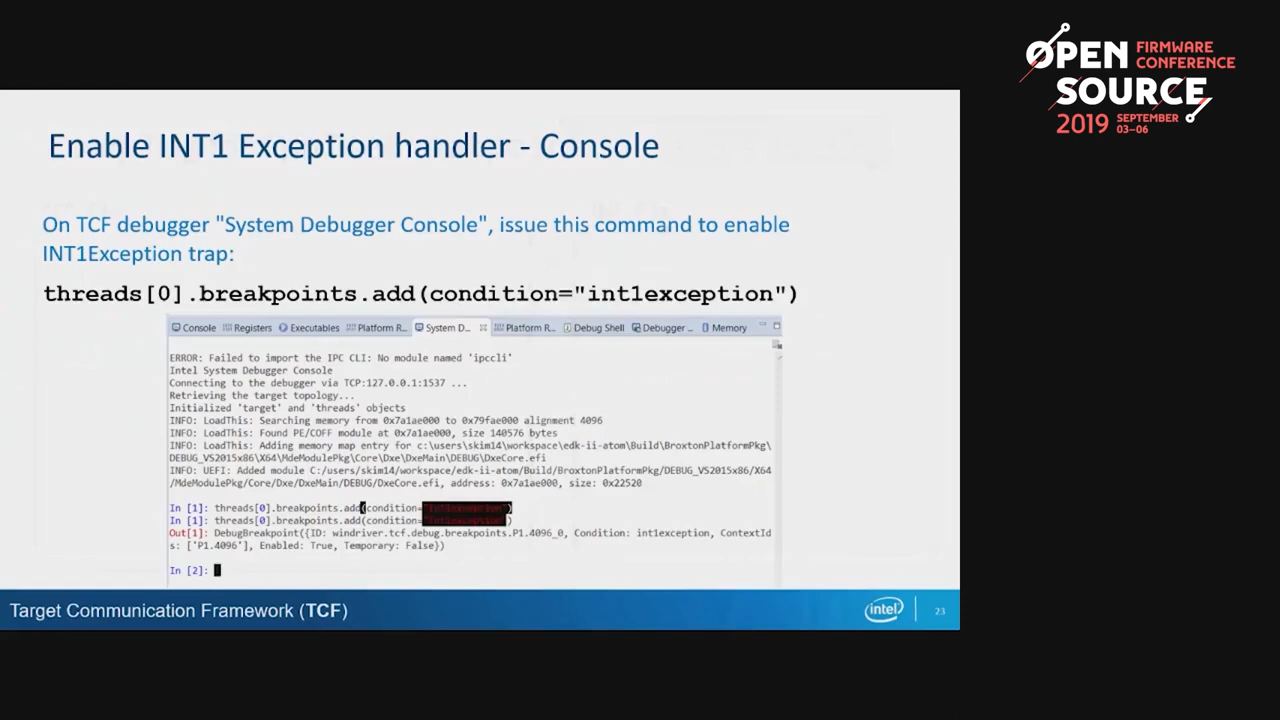 OPEN FIRMWARE CONFERENCE
SOURCE
2019 SEPTEMBER 03–06
Enable INT1 Exception handler - Console
On TCF debugger "System Debugger Console", issue this command to enable
INT1Exception trap:
threads[0].breakpoints.add(condition="int1exception")
Console Registers Executables Platform R... System D... Platform R... Debug Shell Debugger ... Memory
ERROR: Failed to import the IPC CLI: No module named 'ipccli'
Intel System Debugger Console
Connecting to the debugger via TCP:127.0.0.1:1537 ...
Retrieving the target topology...
Initialized 'target' and 'threads' objects
INFO: LoadThis: Searching memory from 0x7a1ae000 to 0x79fae000 alignment 4096
INFO: LoadThis: Found PE/COFF module at 0x7a1ae000, size 140576 bytes
INFO: LoadThis: Adding memory map entry for c:\users\skim14\workspace\edk-ii-atom\Build\BroxtonPlatformPkg\
DEBUG_VS2015x86\X64\MdeModulePkg\Core\Dxe\DxeMain\DEBUG\DxeCore.efi
INFO: UEFI: Added module C:/users/skim14/workspace/edk-ii-atom/Build/BroxtonPlatformPkg/DEBUG_VS2015x86/X64
/MdeModulePkg/Core/Dxe/DxeMain/DEBUG/DxeCore.efi, address: 0x7a1ae000, size: 0x22520
In [1]: threads[0].breakpoints.add(condition="int1exception")
In [1]: threads[0].breakpoints.add(condition="int1exception")
Out[1]: DebugBreakpoint({ID: windriver.tcf.debug.breakpoints.P1.4096_0, Condition: int1exception, ContextId
s: ['P1.4096'], Enabled: True, Temporary: False})
In [2]:
Target Communication Framework (TCF)
intel
23